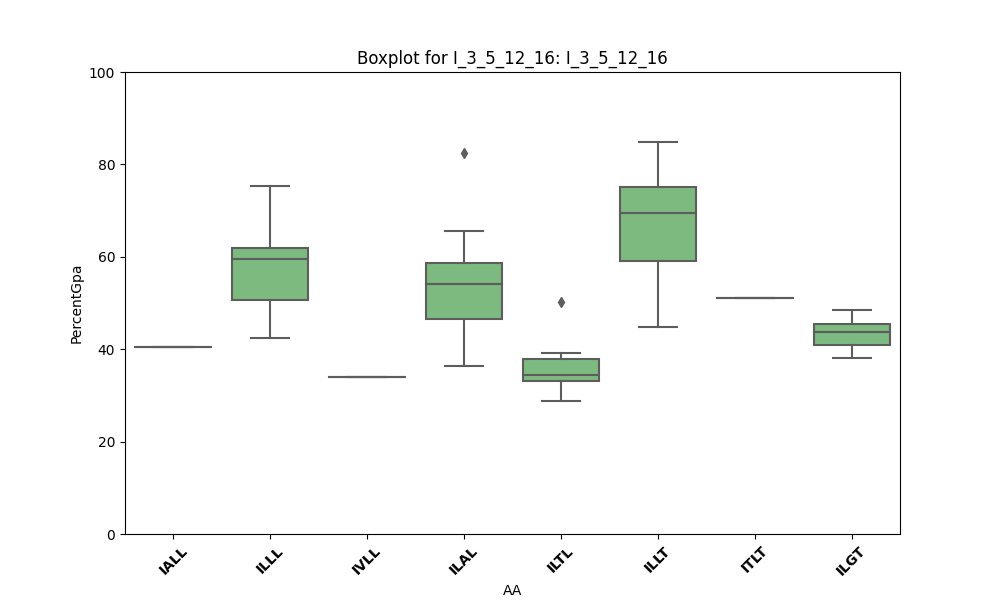 Boxplot for I_3_5_12_16: I_3_5_12_16
100
80
60
40
20
0
PercentGpa
IALL
ILLL
IVLL
ILAL
ILTL
ILLT
ITLT
ILGT
AA